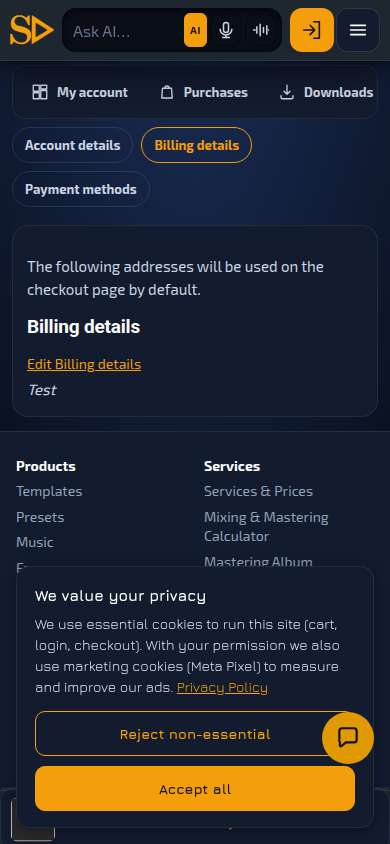 SD
Ask AI...
AI
My account
Purchases
Downloads
Account details
Billing details
Payment methods
The following addresses will be used on the
checkout page by default.
Billing details
Edit Billing details
Test
Products
Services
Templates
Services & Prices
Presets
Mixing & Mastering
Calculator
Music
Mastering Album
We value your privacy
We use essential cookies to run this site (cart,
login, checkout). With your permission we also
use marketing cookies (Meta Pixel) to measure
and improve our ads. Privacy Policy
Reject non-essential
Accept all